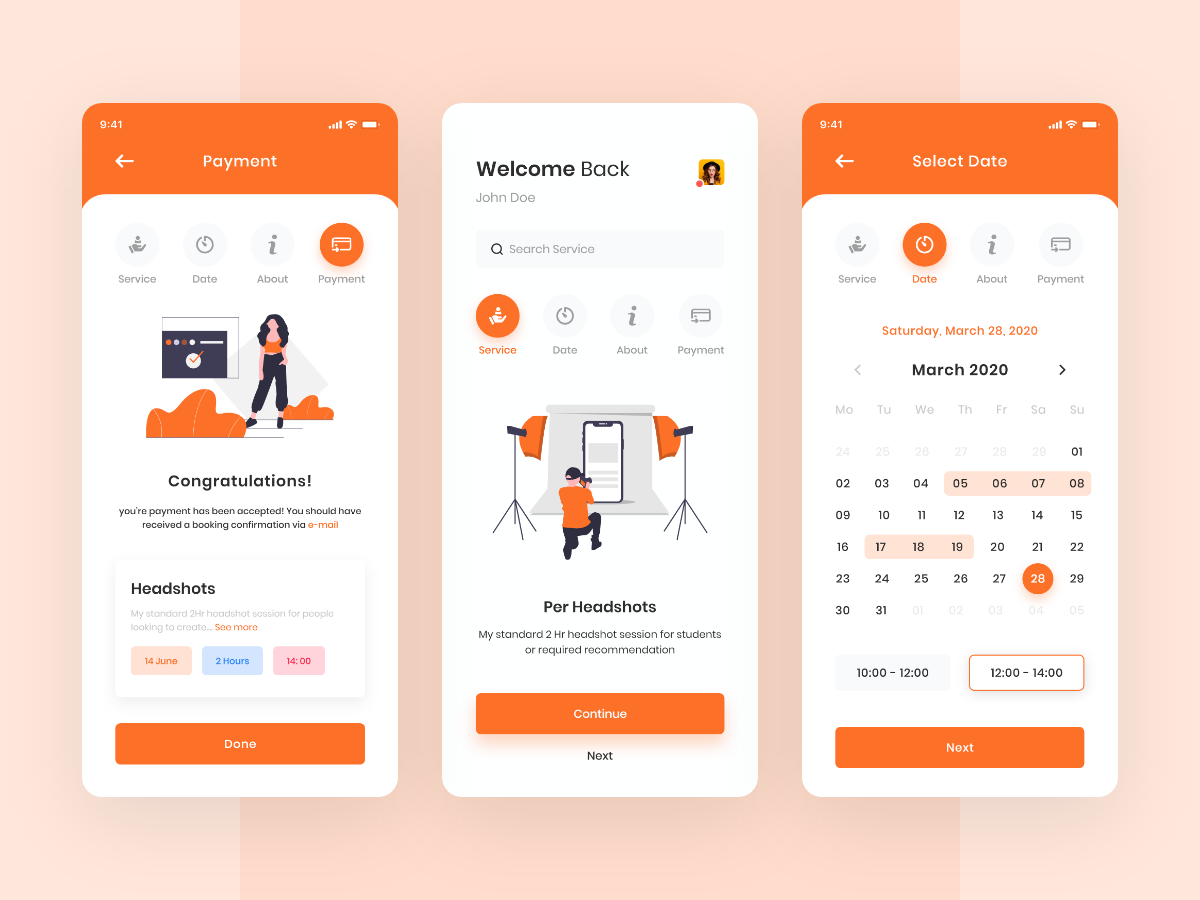 9:41
Payment
Service Date About Payment
Congratulations!
you're payment has been accepted! You should have
received a booking confirmation via e-mail
Headshots
My standard 2Hr headshot session for people
looking to create... See more
14 June 2 Hours 14: 00
Done
Welcome Back
John Doe
Search Service
Service Date About Payment
Per Headshots
My standard 2 Hr headshot session for students
or required recommendation
Continue
Next
9:41
Select Date
Service Date About Payment
Saturday, March 28, 2020
March 2020
Mo Tu We Th Fr Sa Su
24 25 26 27 28 29 01
02 03 04 05 06 07 08
09 10 11 12 13 14 15
16 17 18 19 20 21 22
23 24 25 26 27 28 29
30 31 01 02 03 04 05
10:00 - 12:00 12:00 - 14:00
Next